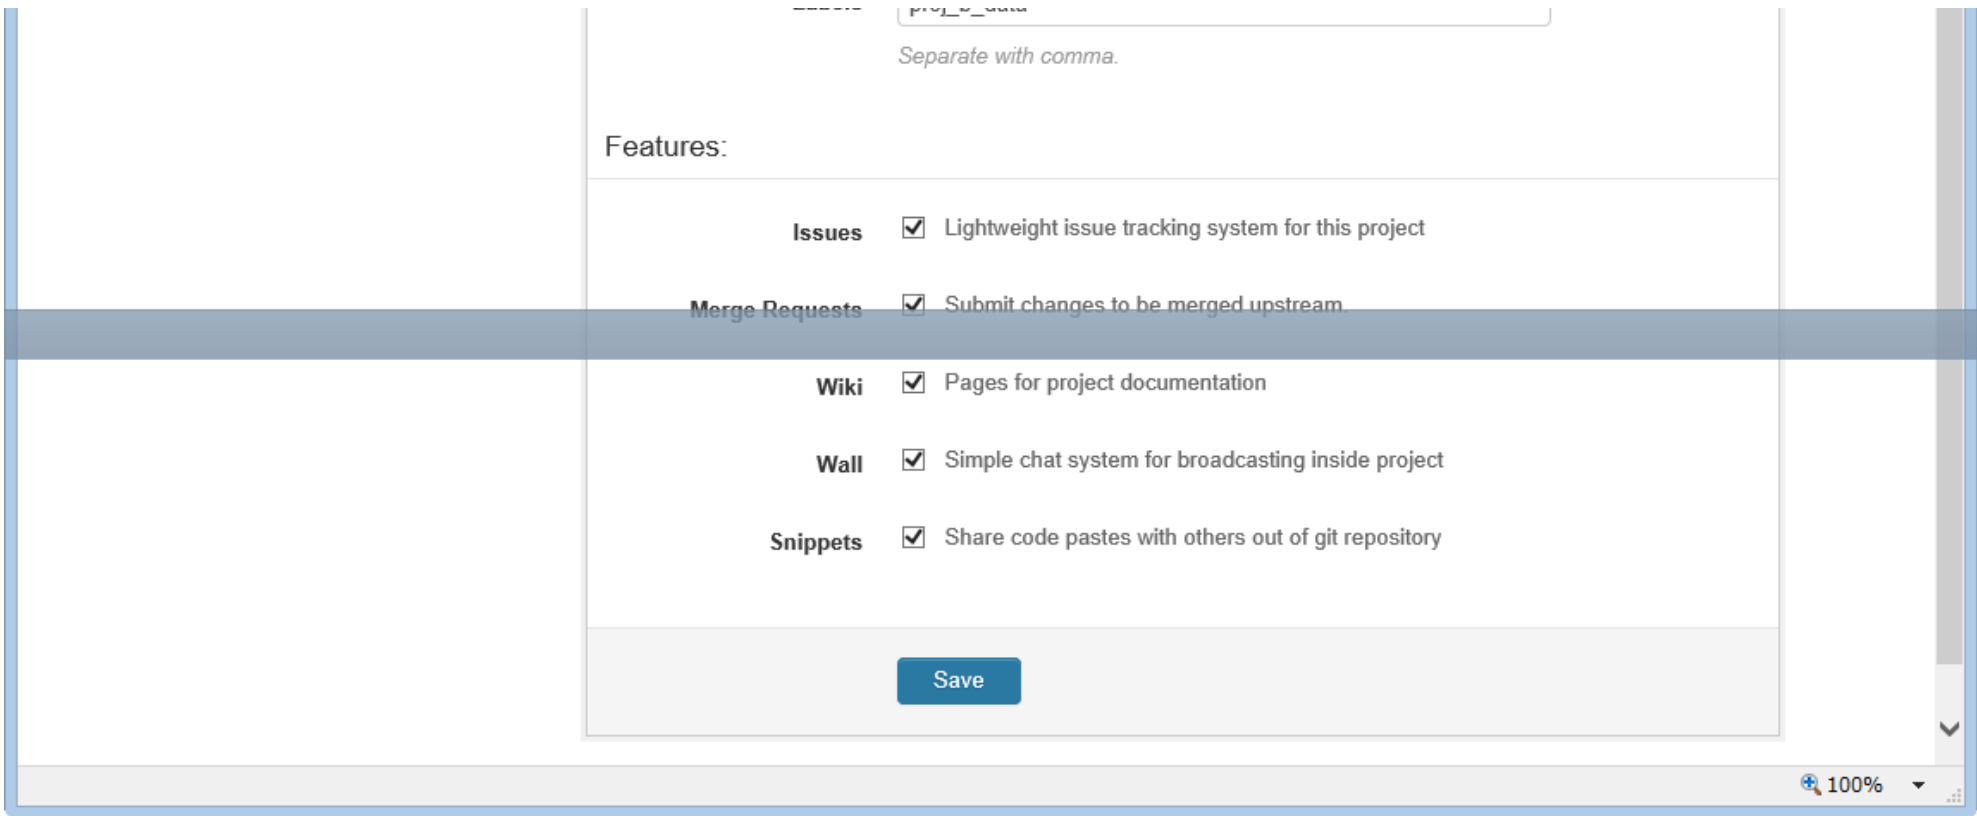 Labels proj_b_data
Separate with comma.
Features:
Issues Lightweight issue tracking system for this project
Merge Requests Submit changes to be merged upstream.
Wiki Pages for project documentation
Wall Simple chat system for broadcasting inside project
Snippets Share code pastes with others out of git repository
Save
100%